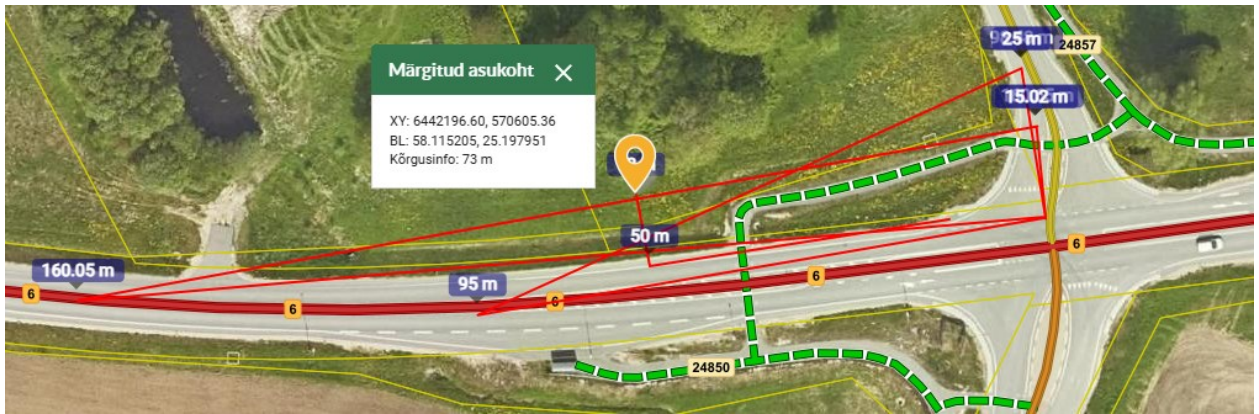 25 m
24857
Märgitud asukoht
15.02 m
XY: 6442196.60, 570605.36
BL: 58.115205, 25.197951
Kõrgusinfo: 73 m
50 m
6
160.05 m
6
95 m
6
6
6
24850